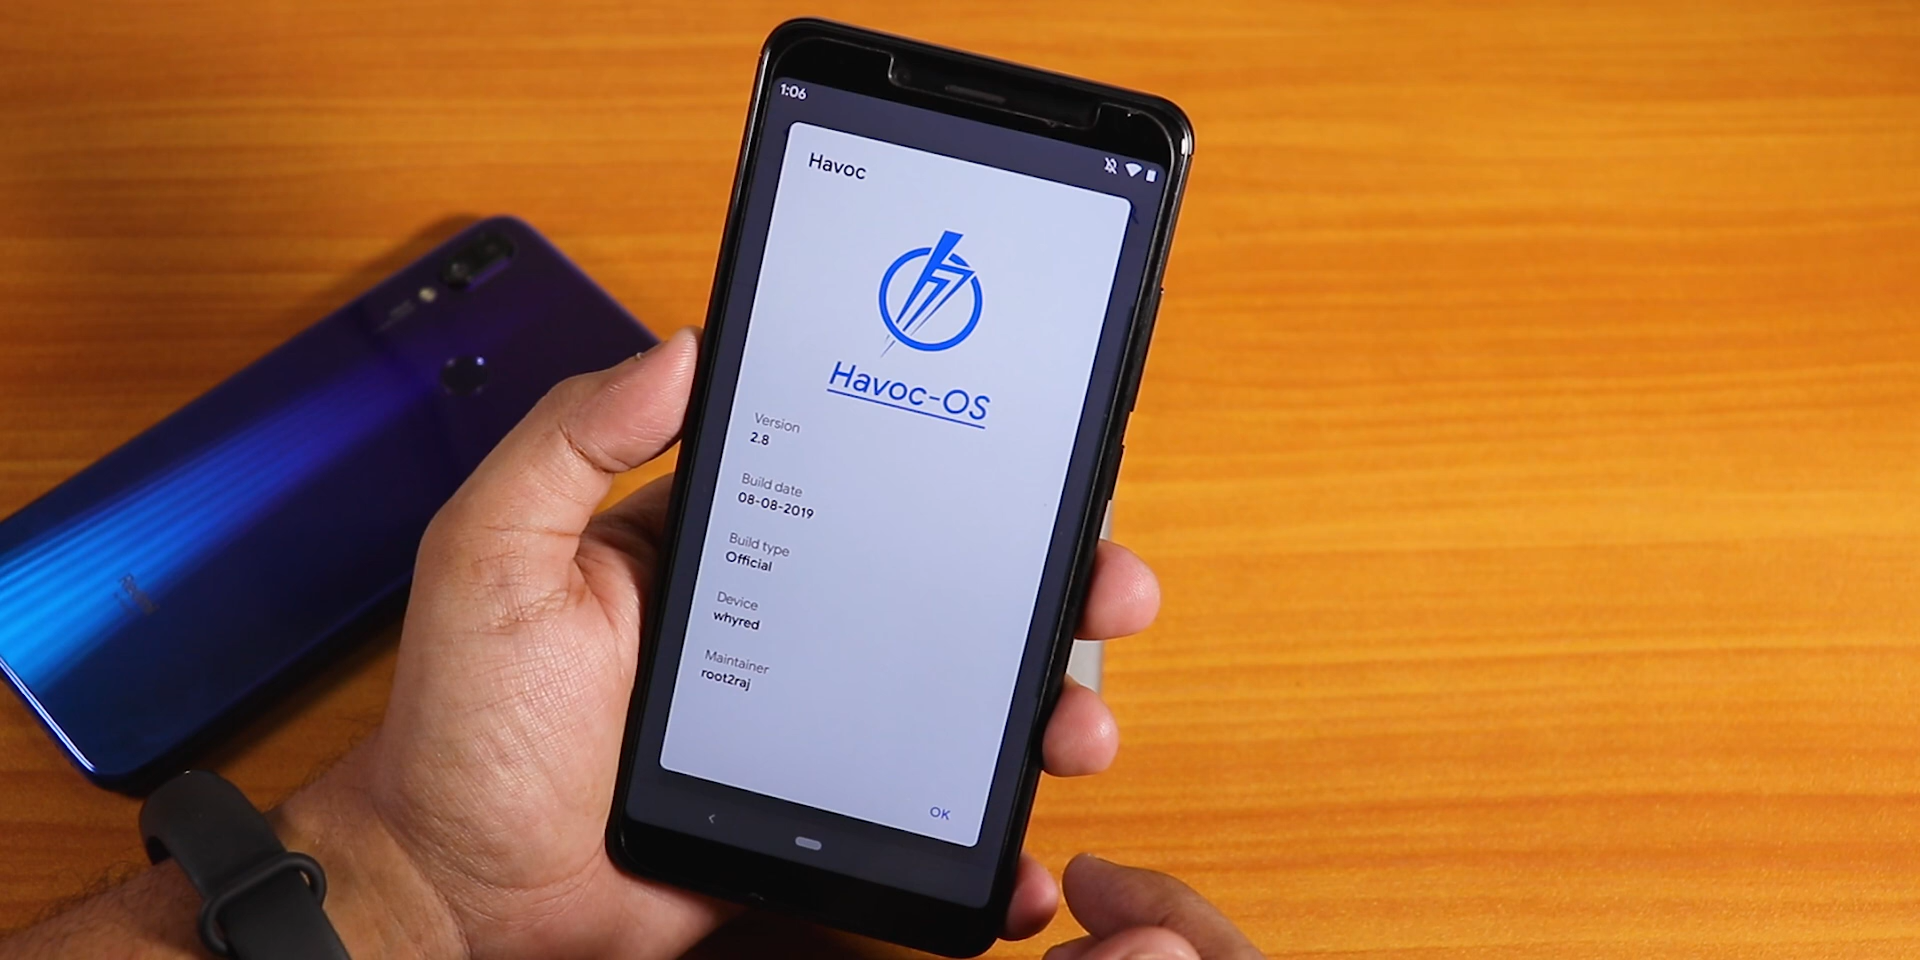 1:06
Havoc
Havoc-OS
Version
2.8
Build date
08-08-2019
Build type
Official
Device
whyred
Maintainer
root2raj
OK
Redmi